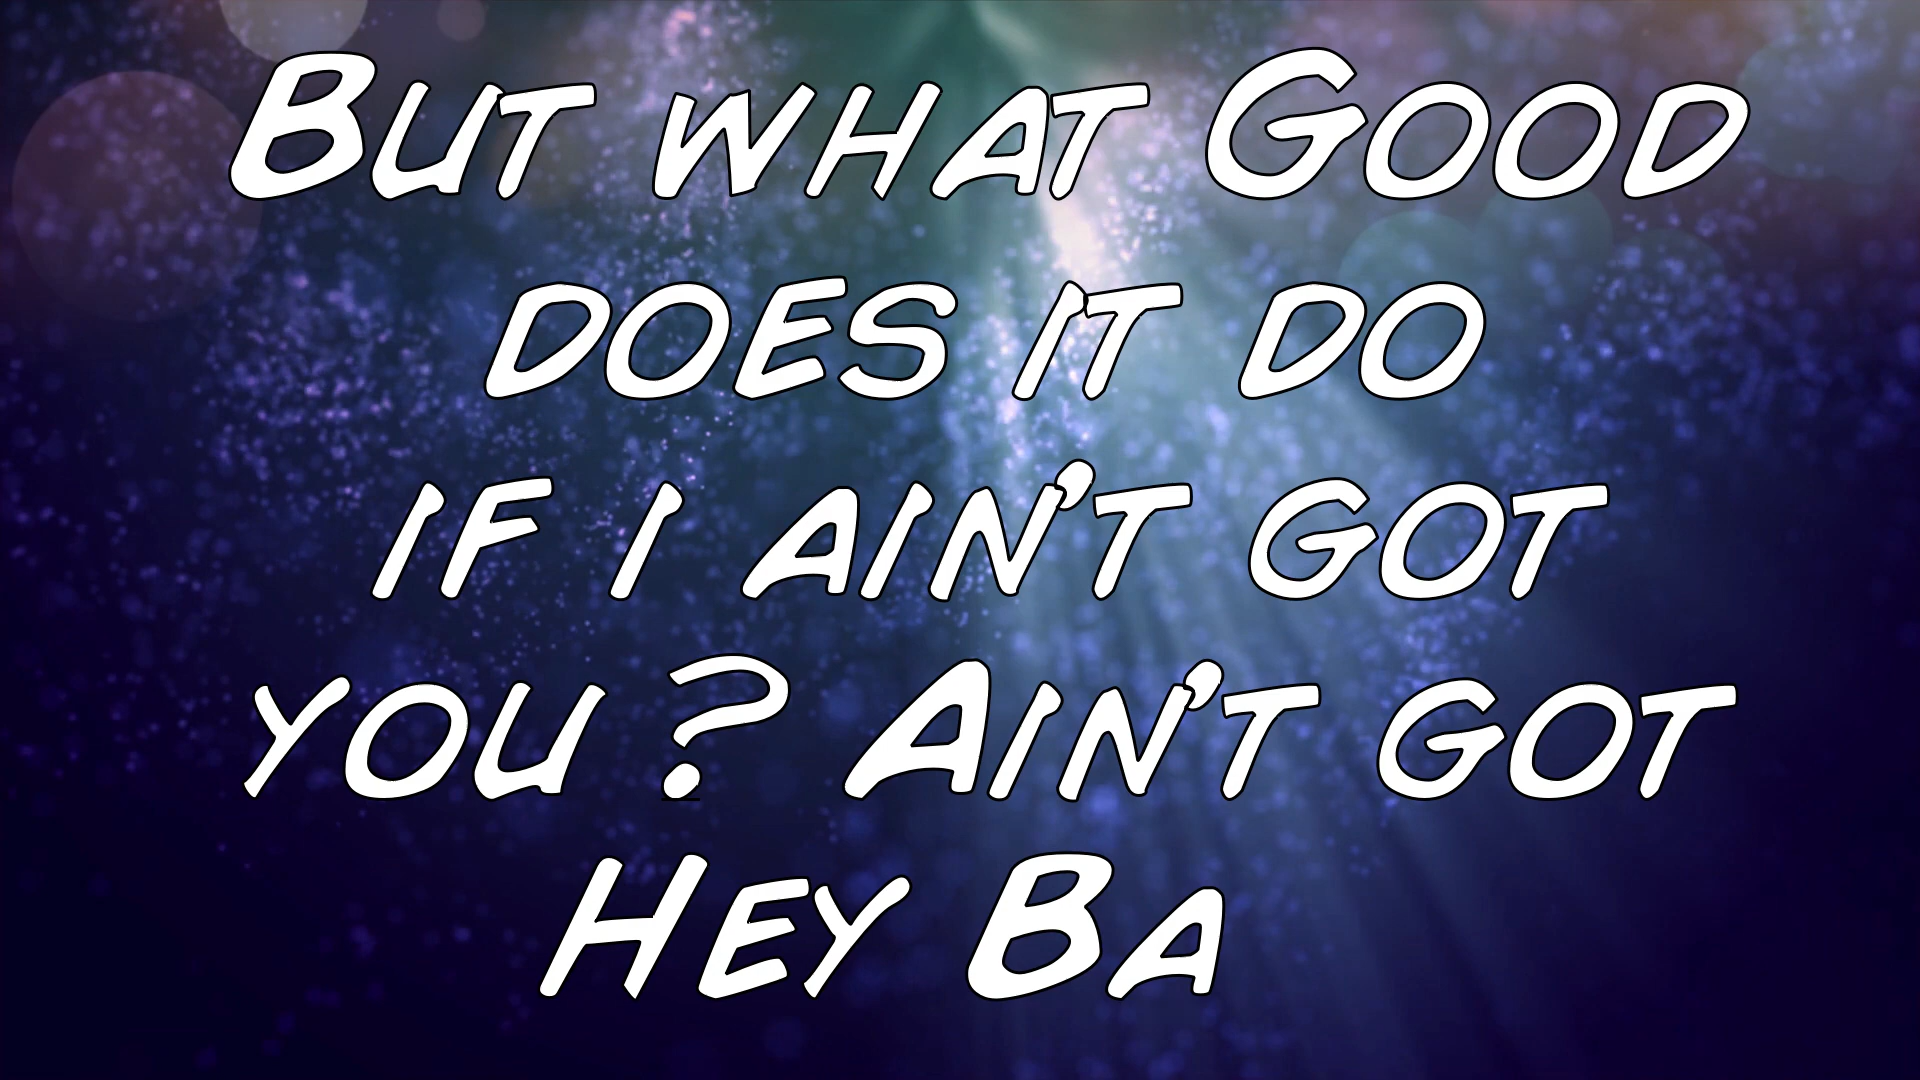 But what Good
does it do
if I ain't got
you ? Ain't got
Hey Ba